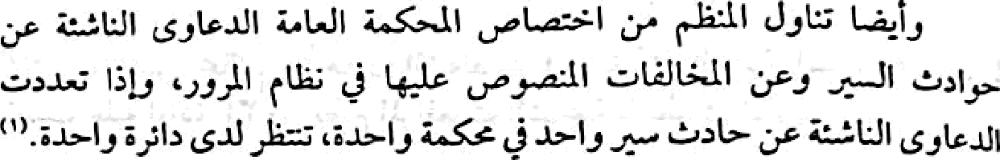 وأيضا تناول المنظم من اختصاص المحكمة العامة الدعاوى الناشئة عن
حوادث السير وعن المخالفات المنصوص عليها في نظام المرور، وإذا تعددت
الدعاوى الناشئة عن حادث سير واحد في محكمة واحدة، تنتظر لدى دائرة واحدة.(١)